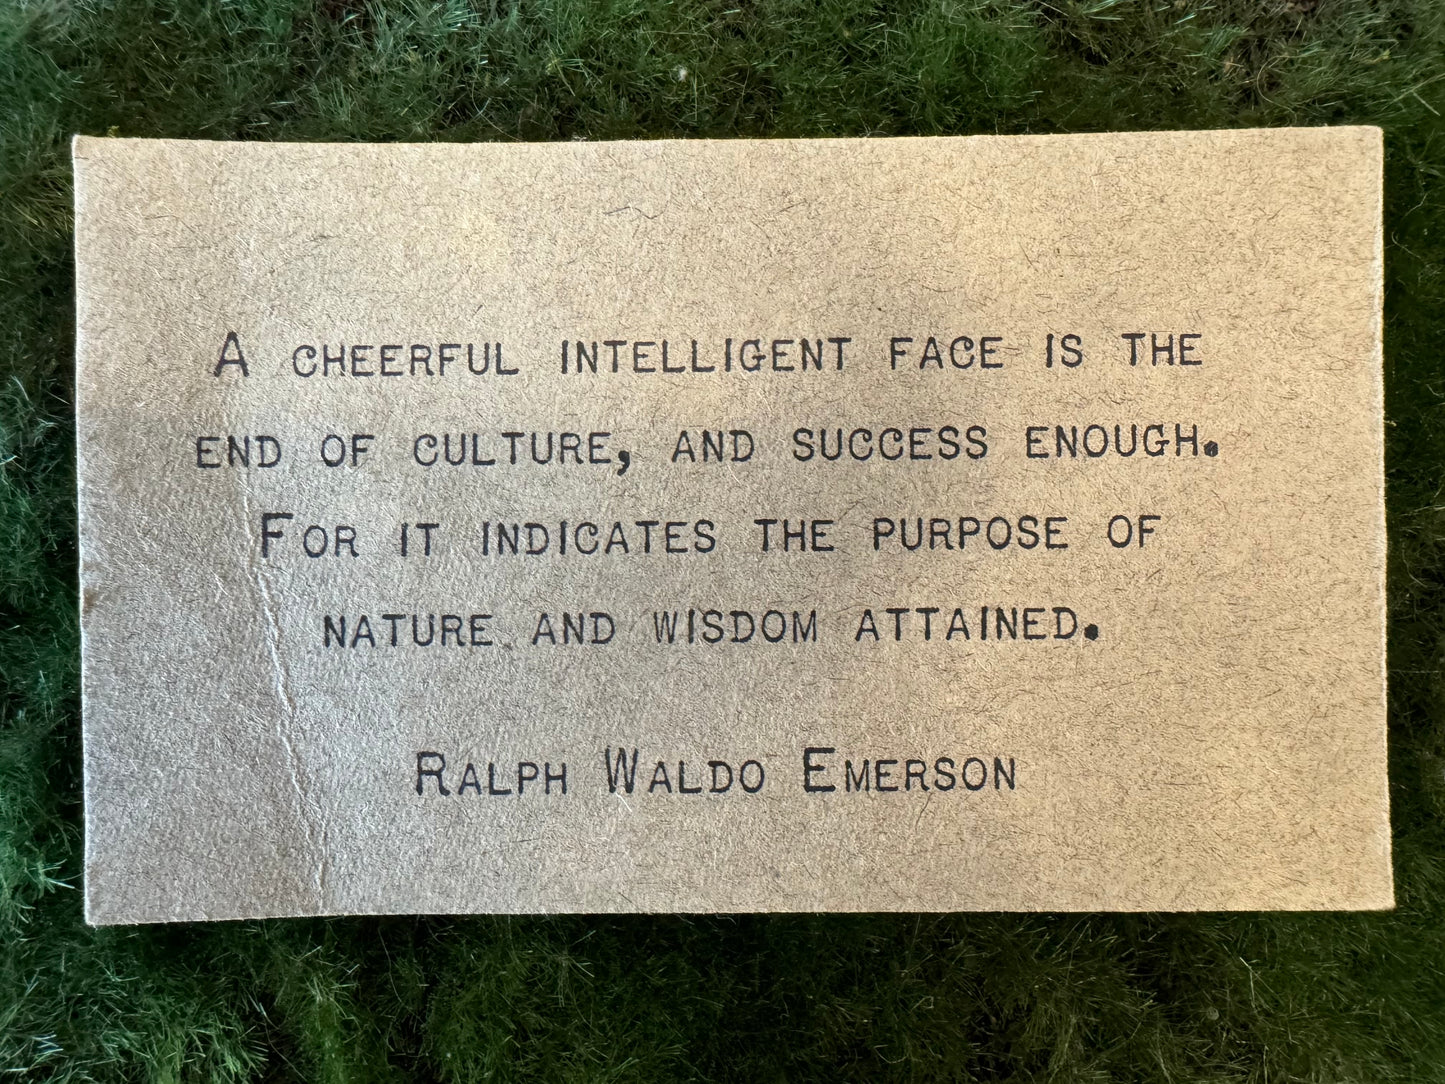 A CHEERFUL INTELLIGENT FACE IS THE
END OF CULTURE, AND SUCCESS ENOUGH.
FOR IT INDICATES THE PURPOSE OF
NATURE AND WISDOM ATTAINED.
RALPH WALDO EMERSON